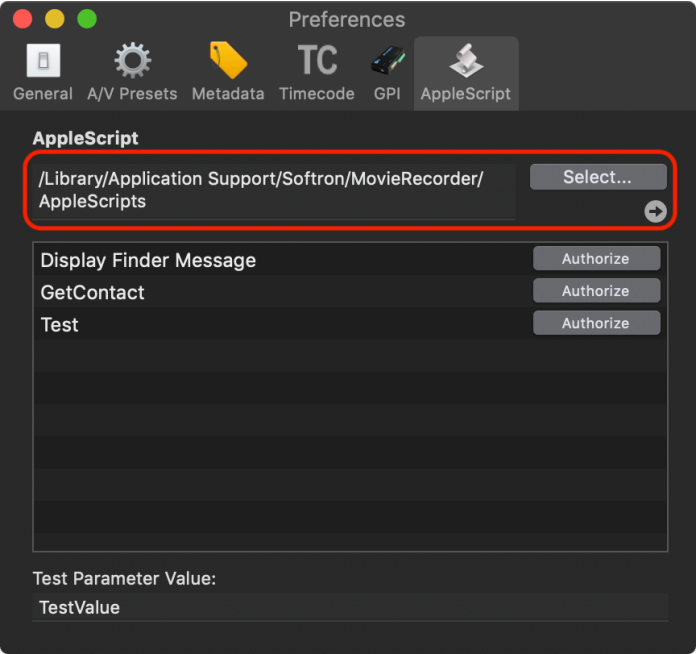 Preferences
TC
General A/V Presets Metadata Timecode GPI AppleScript
AppleScript
/Library/Application Support/Softron/MovieRecorder/
AppleScripts
Select...
Display Finder Message Authorize
GetContact Authorize
Test Authorize
Test Parameter Value:
TestValue